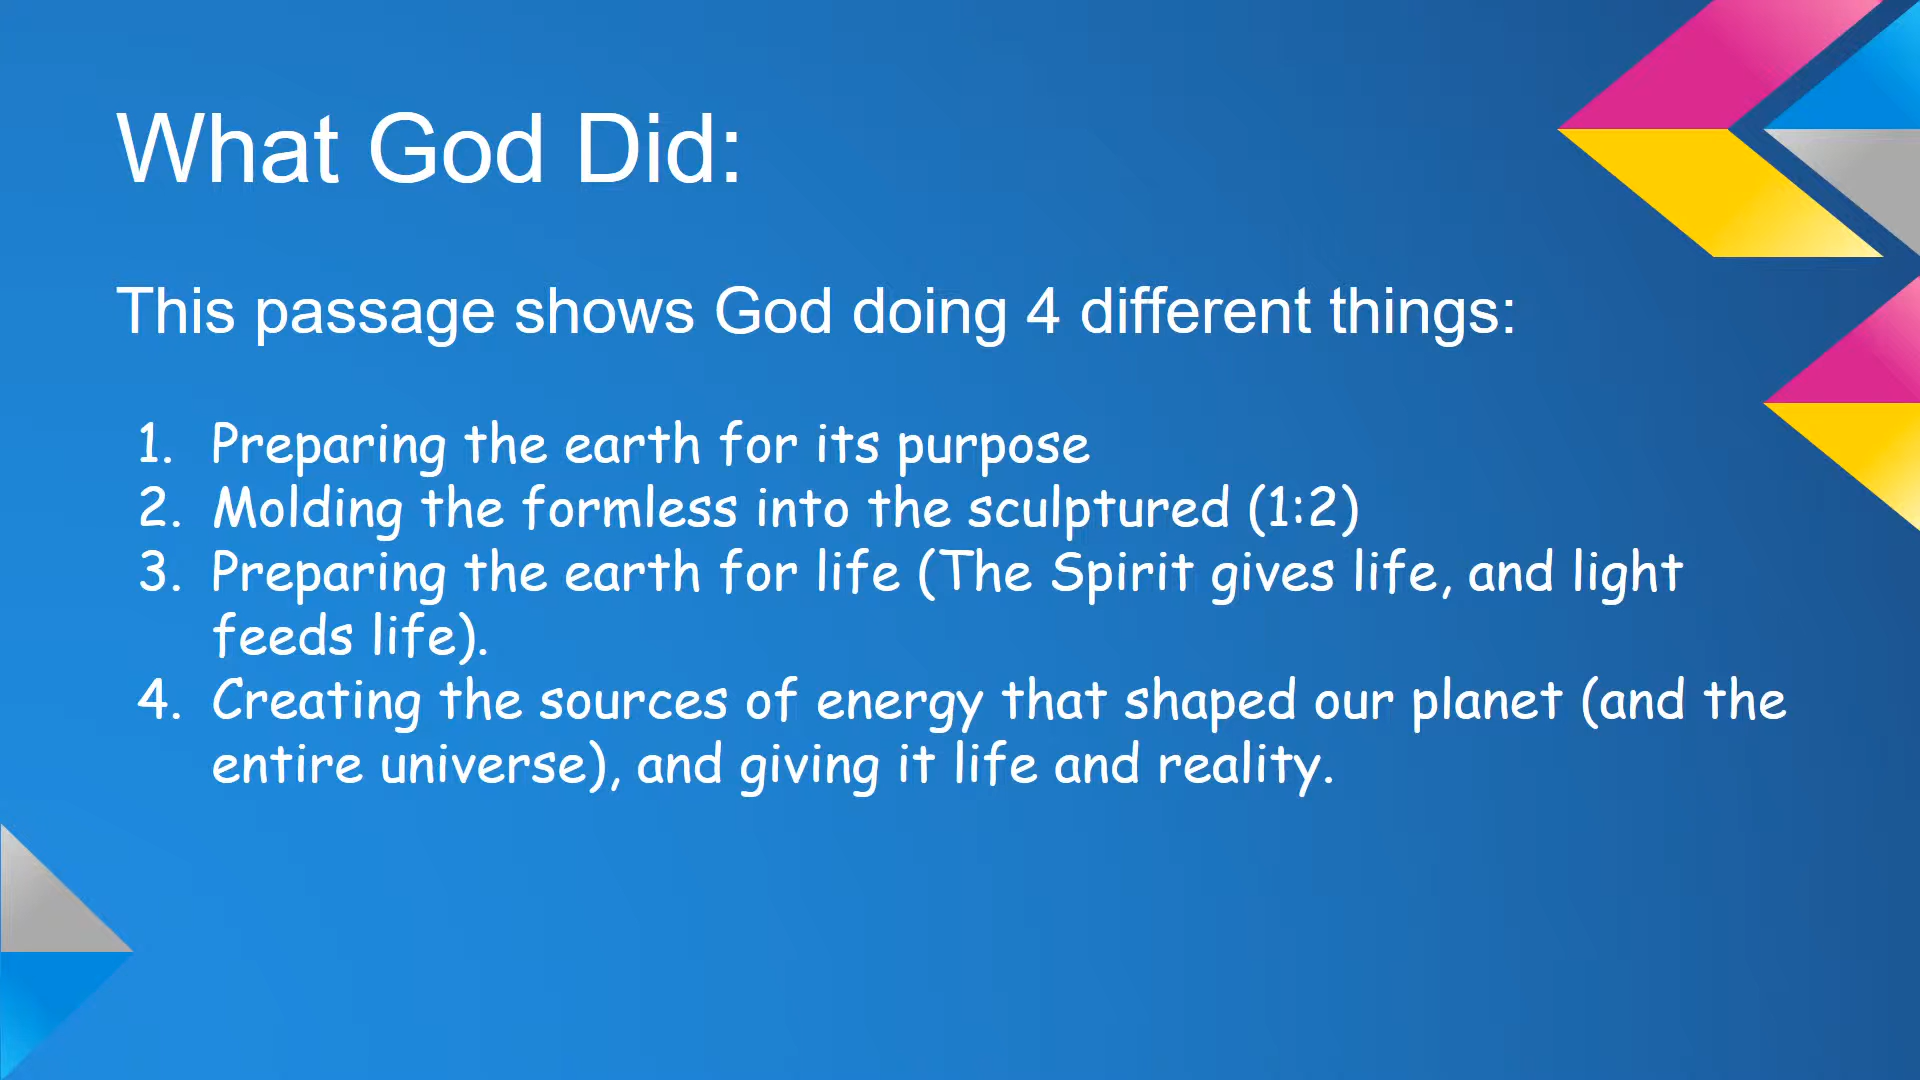 What God Did:
This passage shows God doing 4 different things:
1. Preparing the earth for its purpose
2. Molding the formless into the sculptured (1:2)
3. Preparing the earth for life (The Spirit gives life, and light
feeds life).
4. Creating the sources of energy that shaped our planet (and the
entire universe), and giving it life and reality.